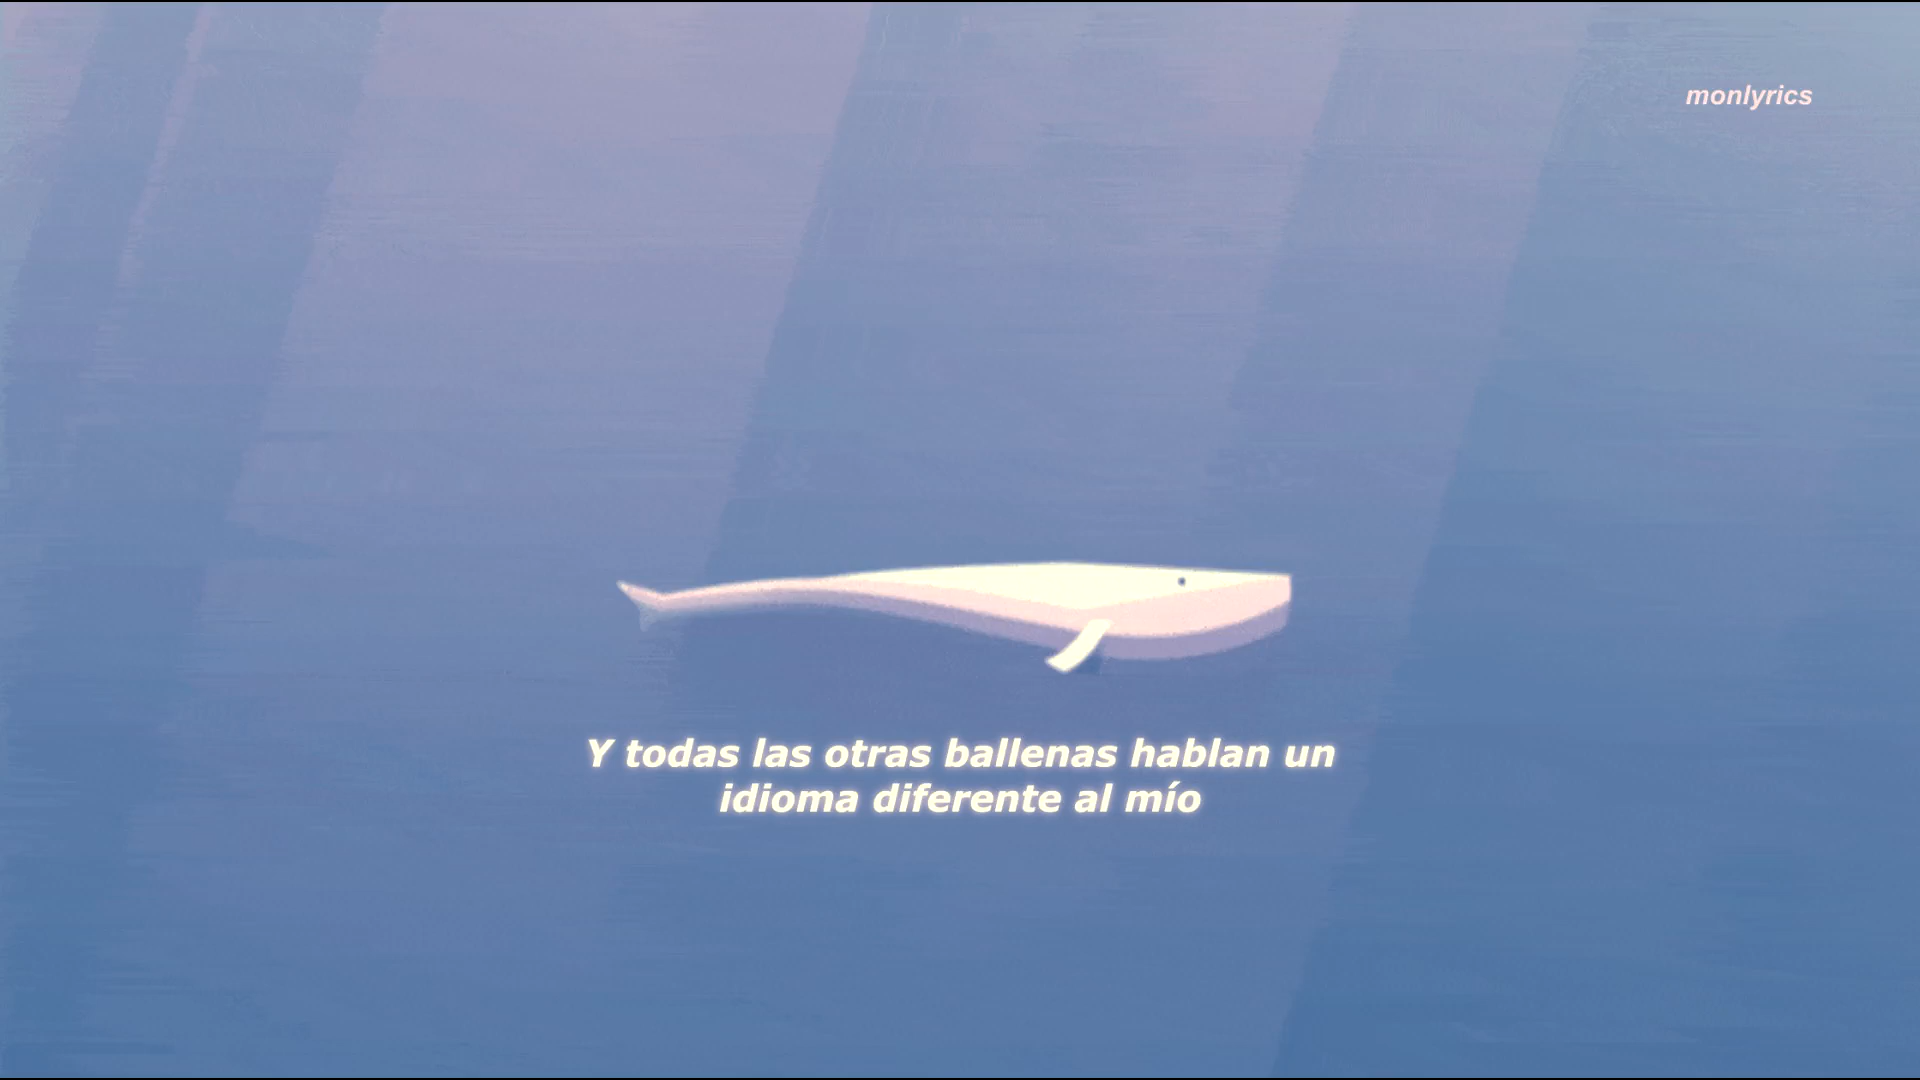 monlyrics
Y todas las otras ballenas hablan un
idioma diferente al mío